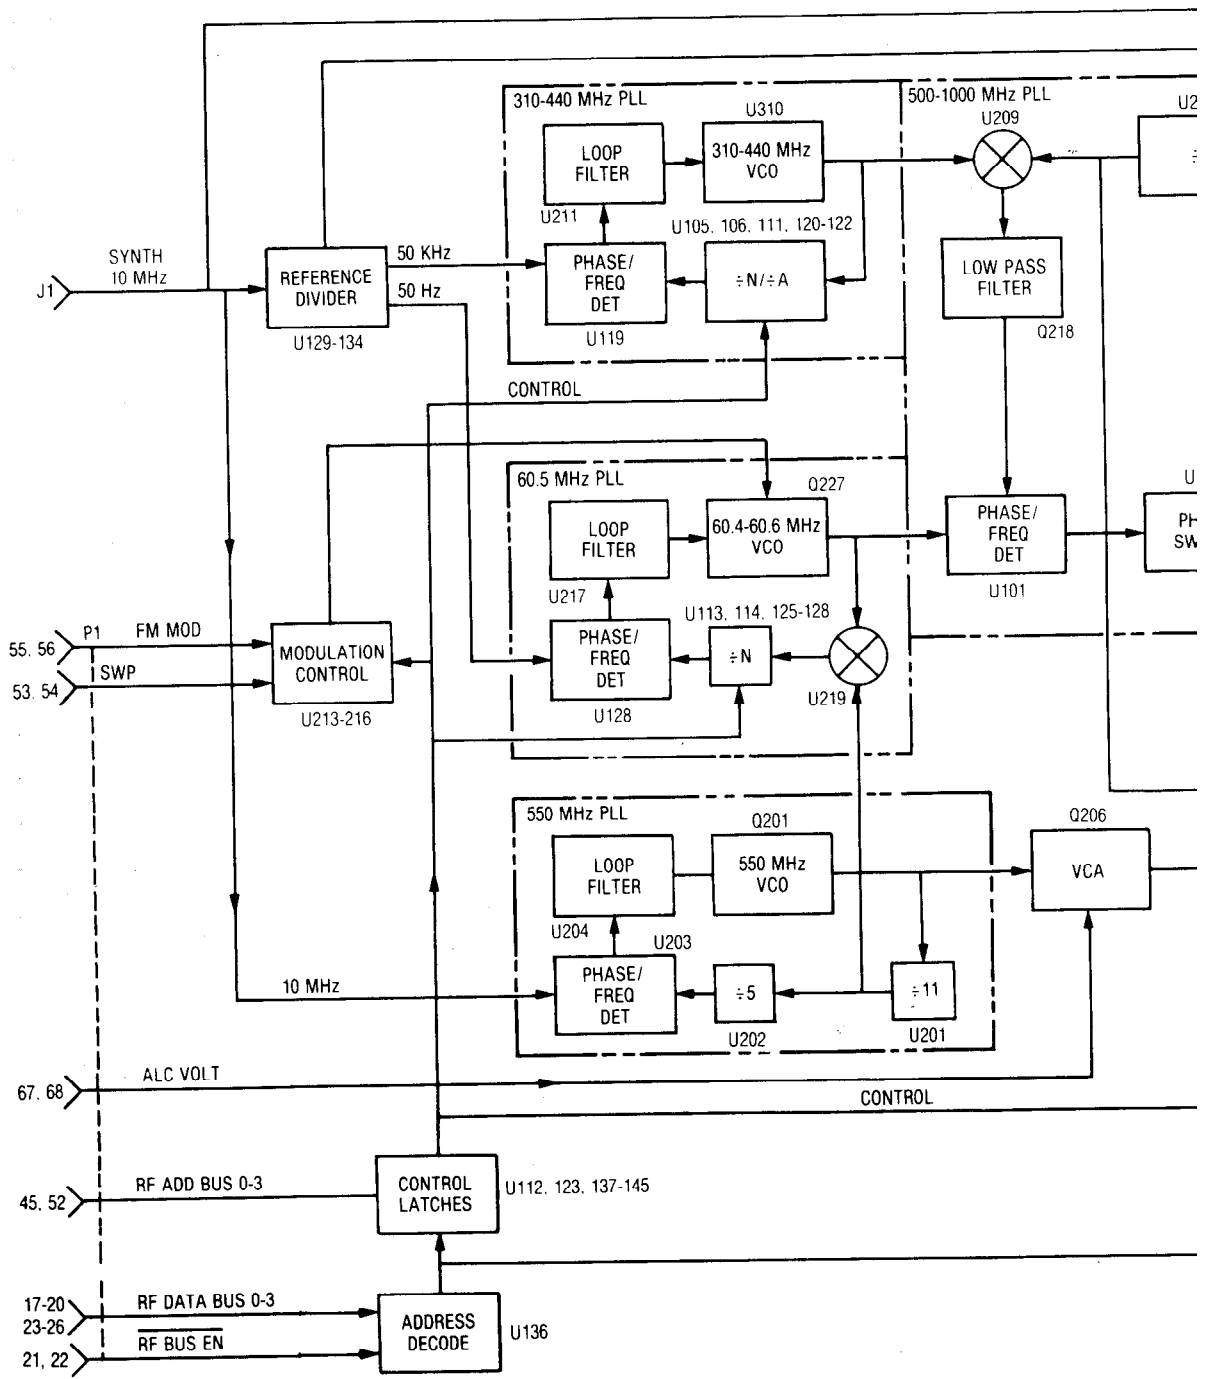 310-440 MHz PLL
500-1000 MHz PLL
U310
U209
U2
LOOP
FILTER
310-440 MHz
VCO
÷
U211
U105, 106, 111, 120-122
SYNTH
10 MHz
J1
REFERENCE
DIVIDER
50 KHz
50 Hz
PHASE/
FREQ
DET
÷N/÷A
LOW PASS
FILTER
U129-134
U119
Q218
CONTROL
60.5 MHz PLL
Q227
U
LOOP
FILTER
60.4-60.6 MHz
VCO
PHASE/
FREQ
DET
PH
SW
U217
U113, 114, 125-128
U101
55, 56
P1
FM MOD
53, 54
SWP
MODULATION
CONTROL
PHASE/
FREQ
DET
÷N
U213-216
U128
U219
550 MHz PLL
Q201
Q206
LOOP
FILTER
550 MHz
VCO
VCA
U204
U203
10 MHz
PHASE/
FREQ
DET
÷5
÷11
U202
U201
67, 68
ALC VOLT
CONTROL
45, 52
RF ADD BUS 0-3
CONTROL
LATCHES
U112, 123, 137-145
17-20
23-26
RF DATA BUS 0-3
21, 22
RF BUS EN
ADDRESS
DECODE
U136